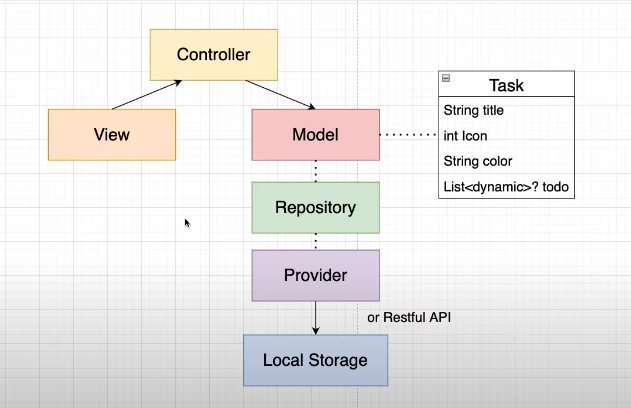 Controller
View
Model
Task
String title
int Icon
String color
List<dynamic>? todo
Repository
Provider
or Restful API
Local Storage